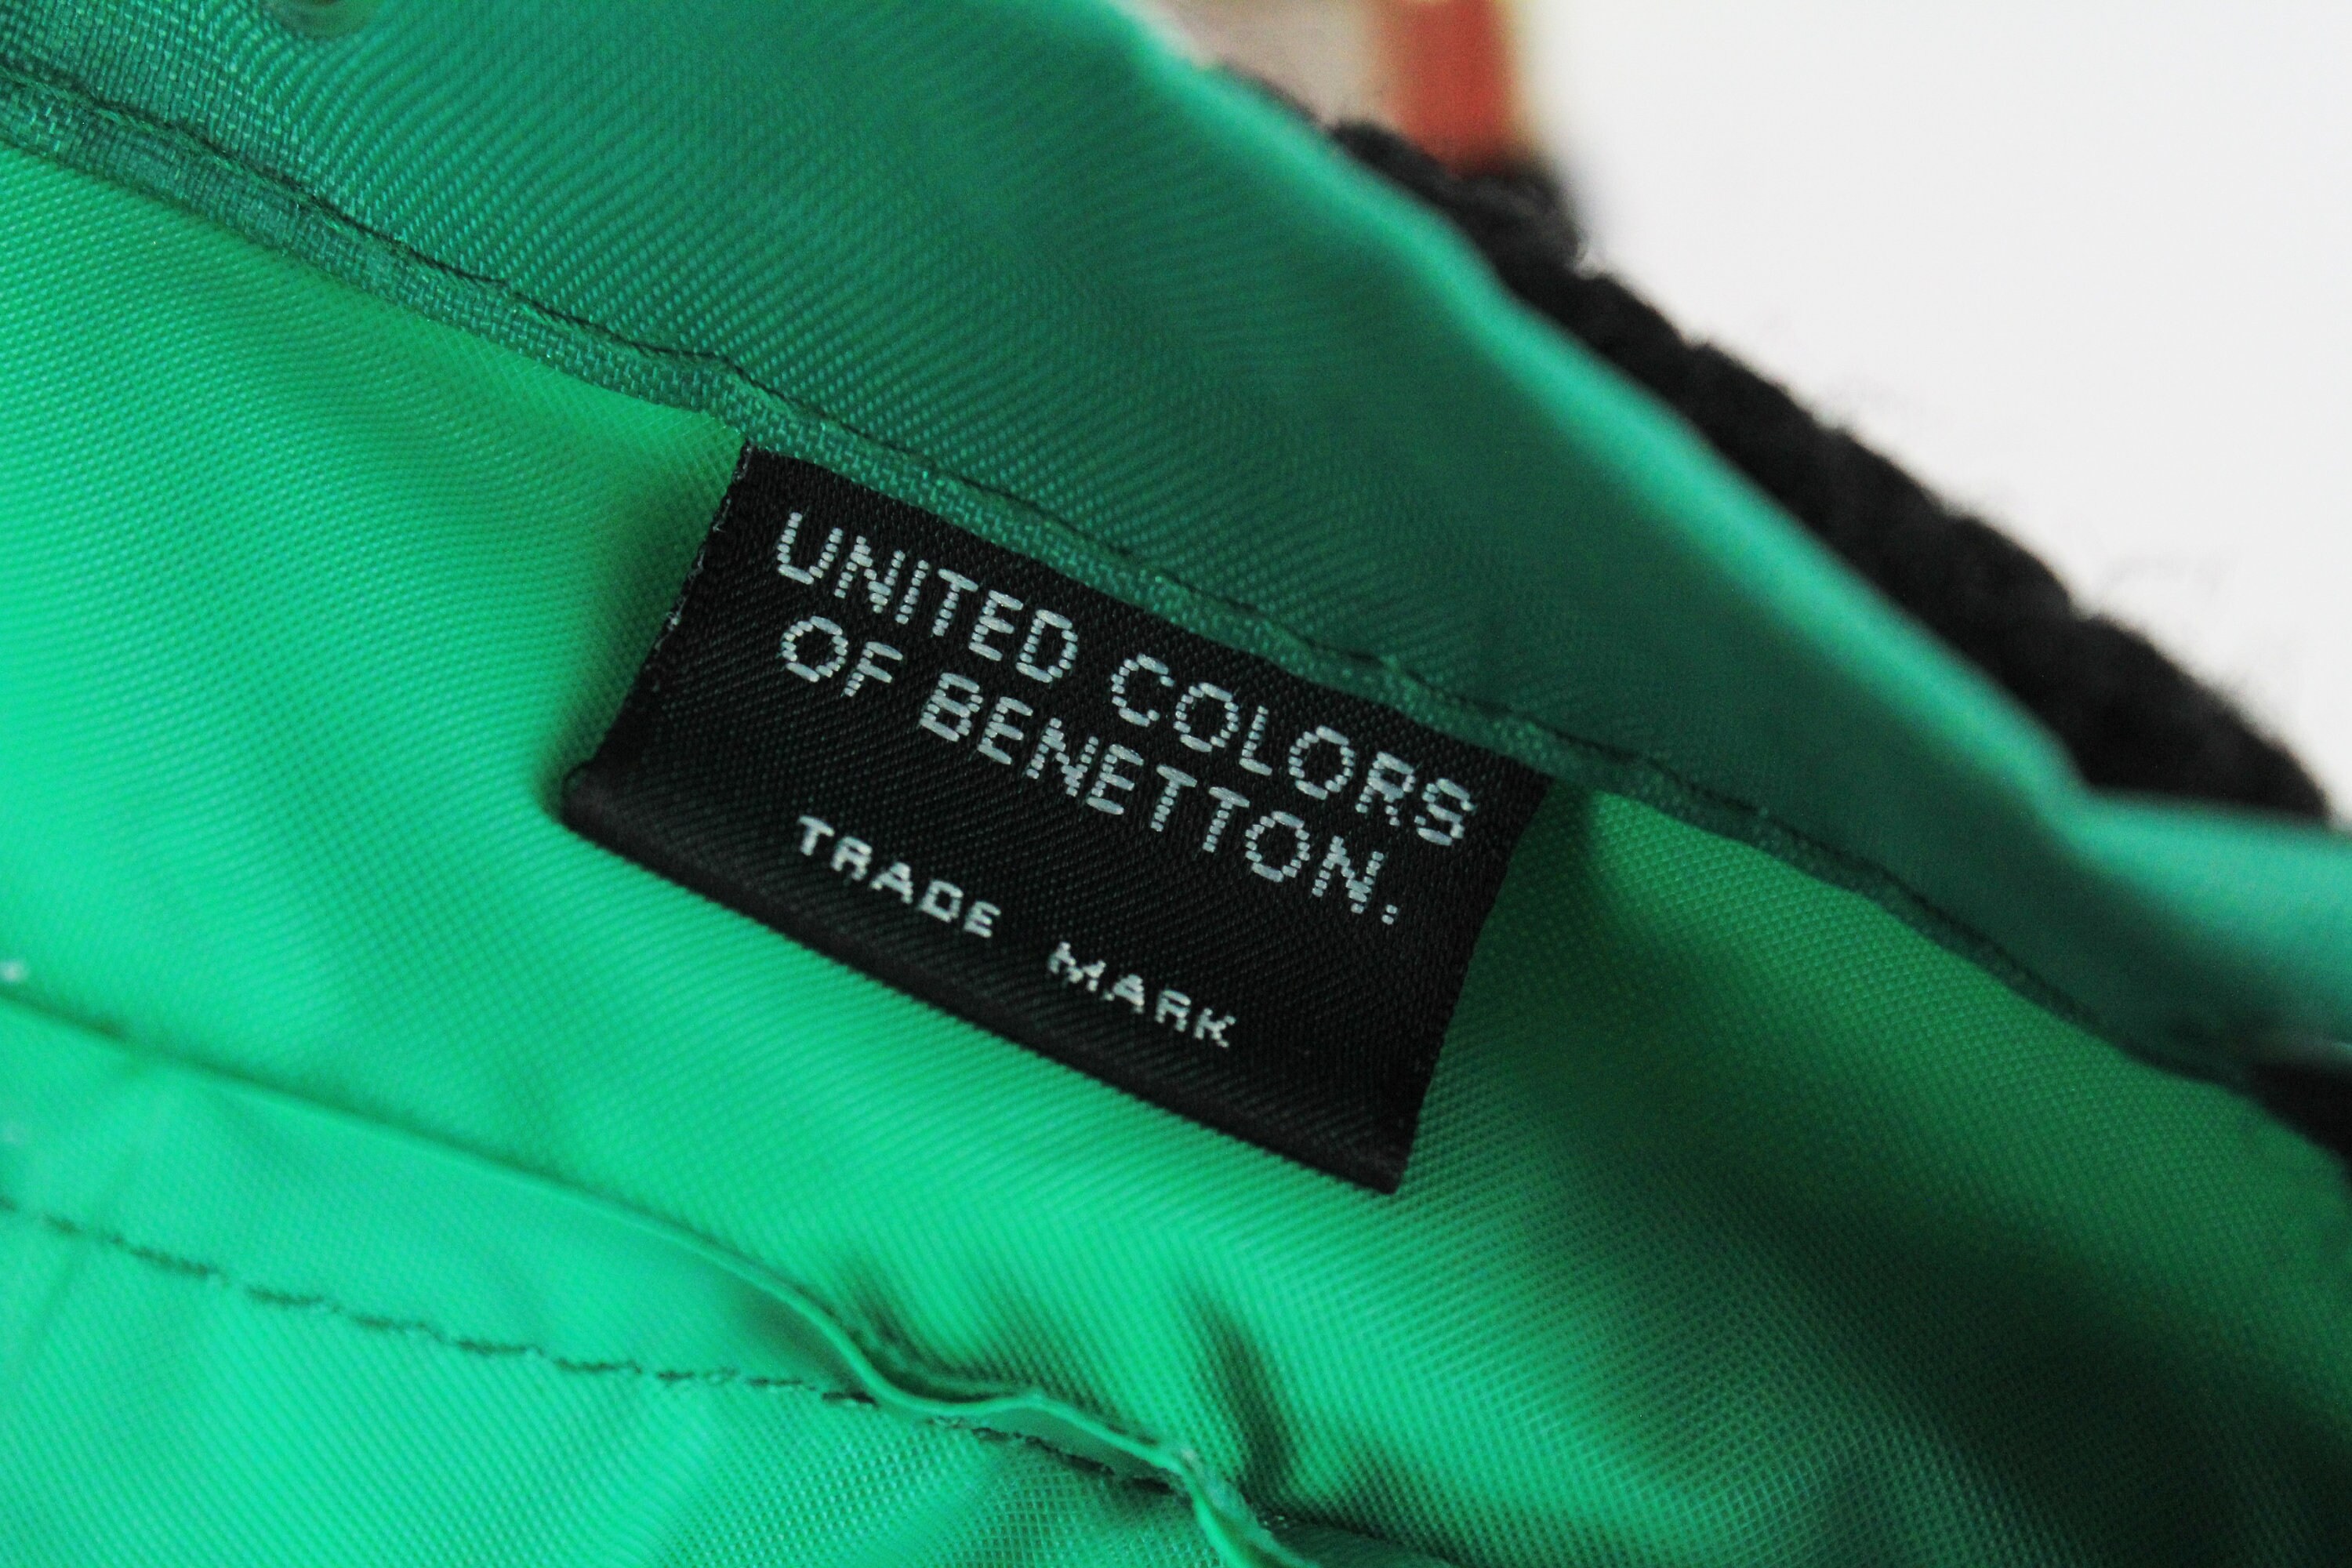 UNITED COLORS
OF BENETTON.
TRADE MARK